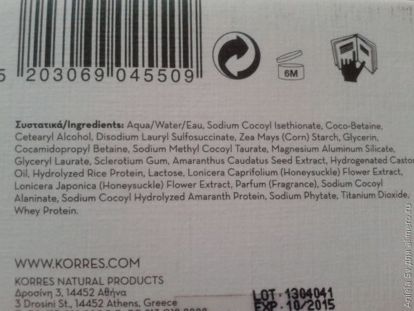 5 203069 045509
6M
Συστατικά/Ingredients: Aqua/Water/Eau, Sodium Cocoyl Isethionate, Coco-Betaine,
Cetearyl Alcohol, Disodium Lauryl Sulfosuccinate, Zea Mays (Corn) Starch, Glycerin,
Cocamidopropyl Betaine, Sodium Methyl Cocoyl Taurate, Magnesium Aluminum Silicate,
Glyceryl Laurate, Sclerotium Gum, Amaranthus Caudatus Seed Extract, Hydrogenated Castor
Oil, Hydrolyzed Rice Protein, Lactose, Lonicera Caprifolium (Honeysuckle) Flower Extract,
Lonicera Japonica (Honeysuckle) Flower Extract, Parfum (Fragrance), Sodium Cocoyl
Alaninate, Sodium Cocoyl Hydrolyzed Amaranth Protein, Sodium Phytate, Titanium Dioxide,
Whey Protein.
WWW.KORRES.COM
KORRES NATURAL PRODUCTS
Δροσίνη 3, 14452 Αθήνα
3 Drosini St., 14452 Athens, Greece
LOT: 1304041
EXP: 10/2015